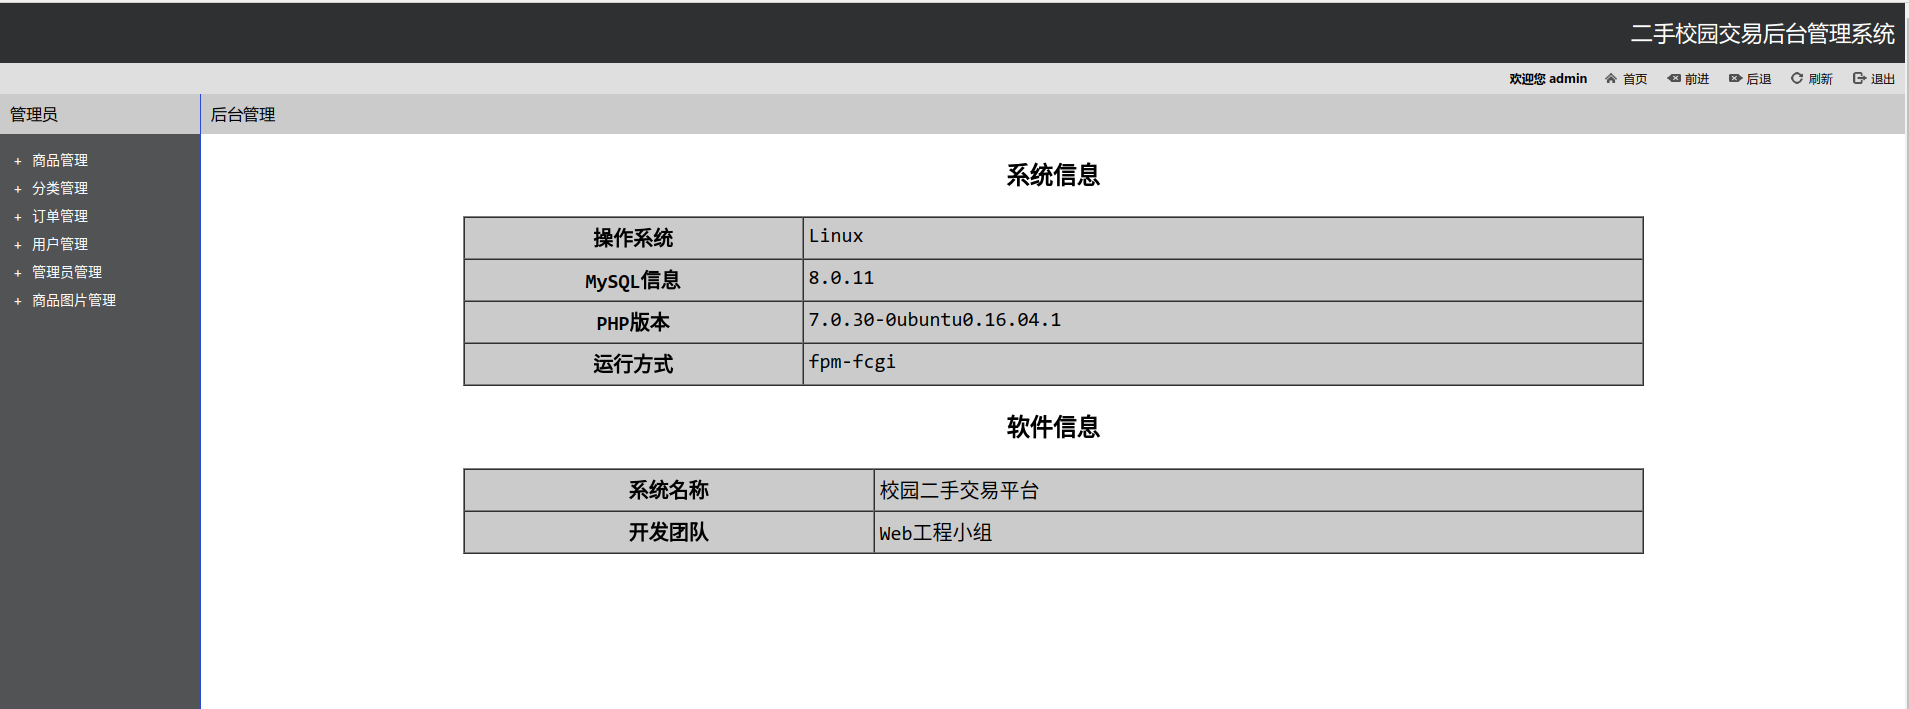 二手校园交易后台管理系统
欢迎您 admin 首页 前进 后退 刷新 退出
管理员
后台管理
+ 商品管理
+ 分类管理
+ 订单管理
+ 用户管理
+ 管理员管理
+ 商品图片管理
系统信息
操作系统 Linux
MySQL信息 8.0.11
PHP版本 7.0.30-0ubuntu0.16.04.1
运行方式 fpm-fcgi
软件信息
系统名称 校园二手交易平台
开发团队 Web工程小组